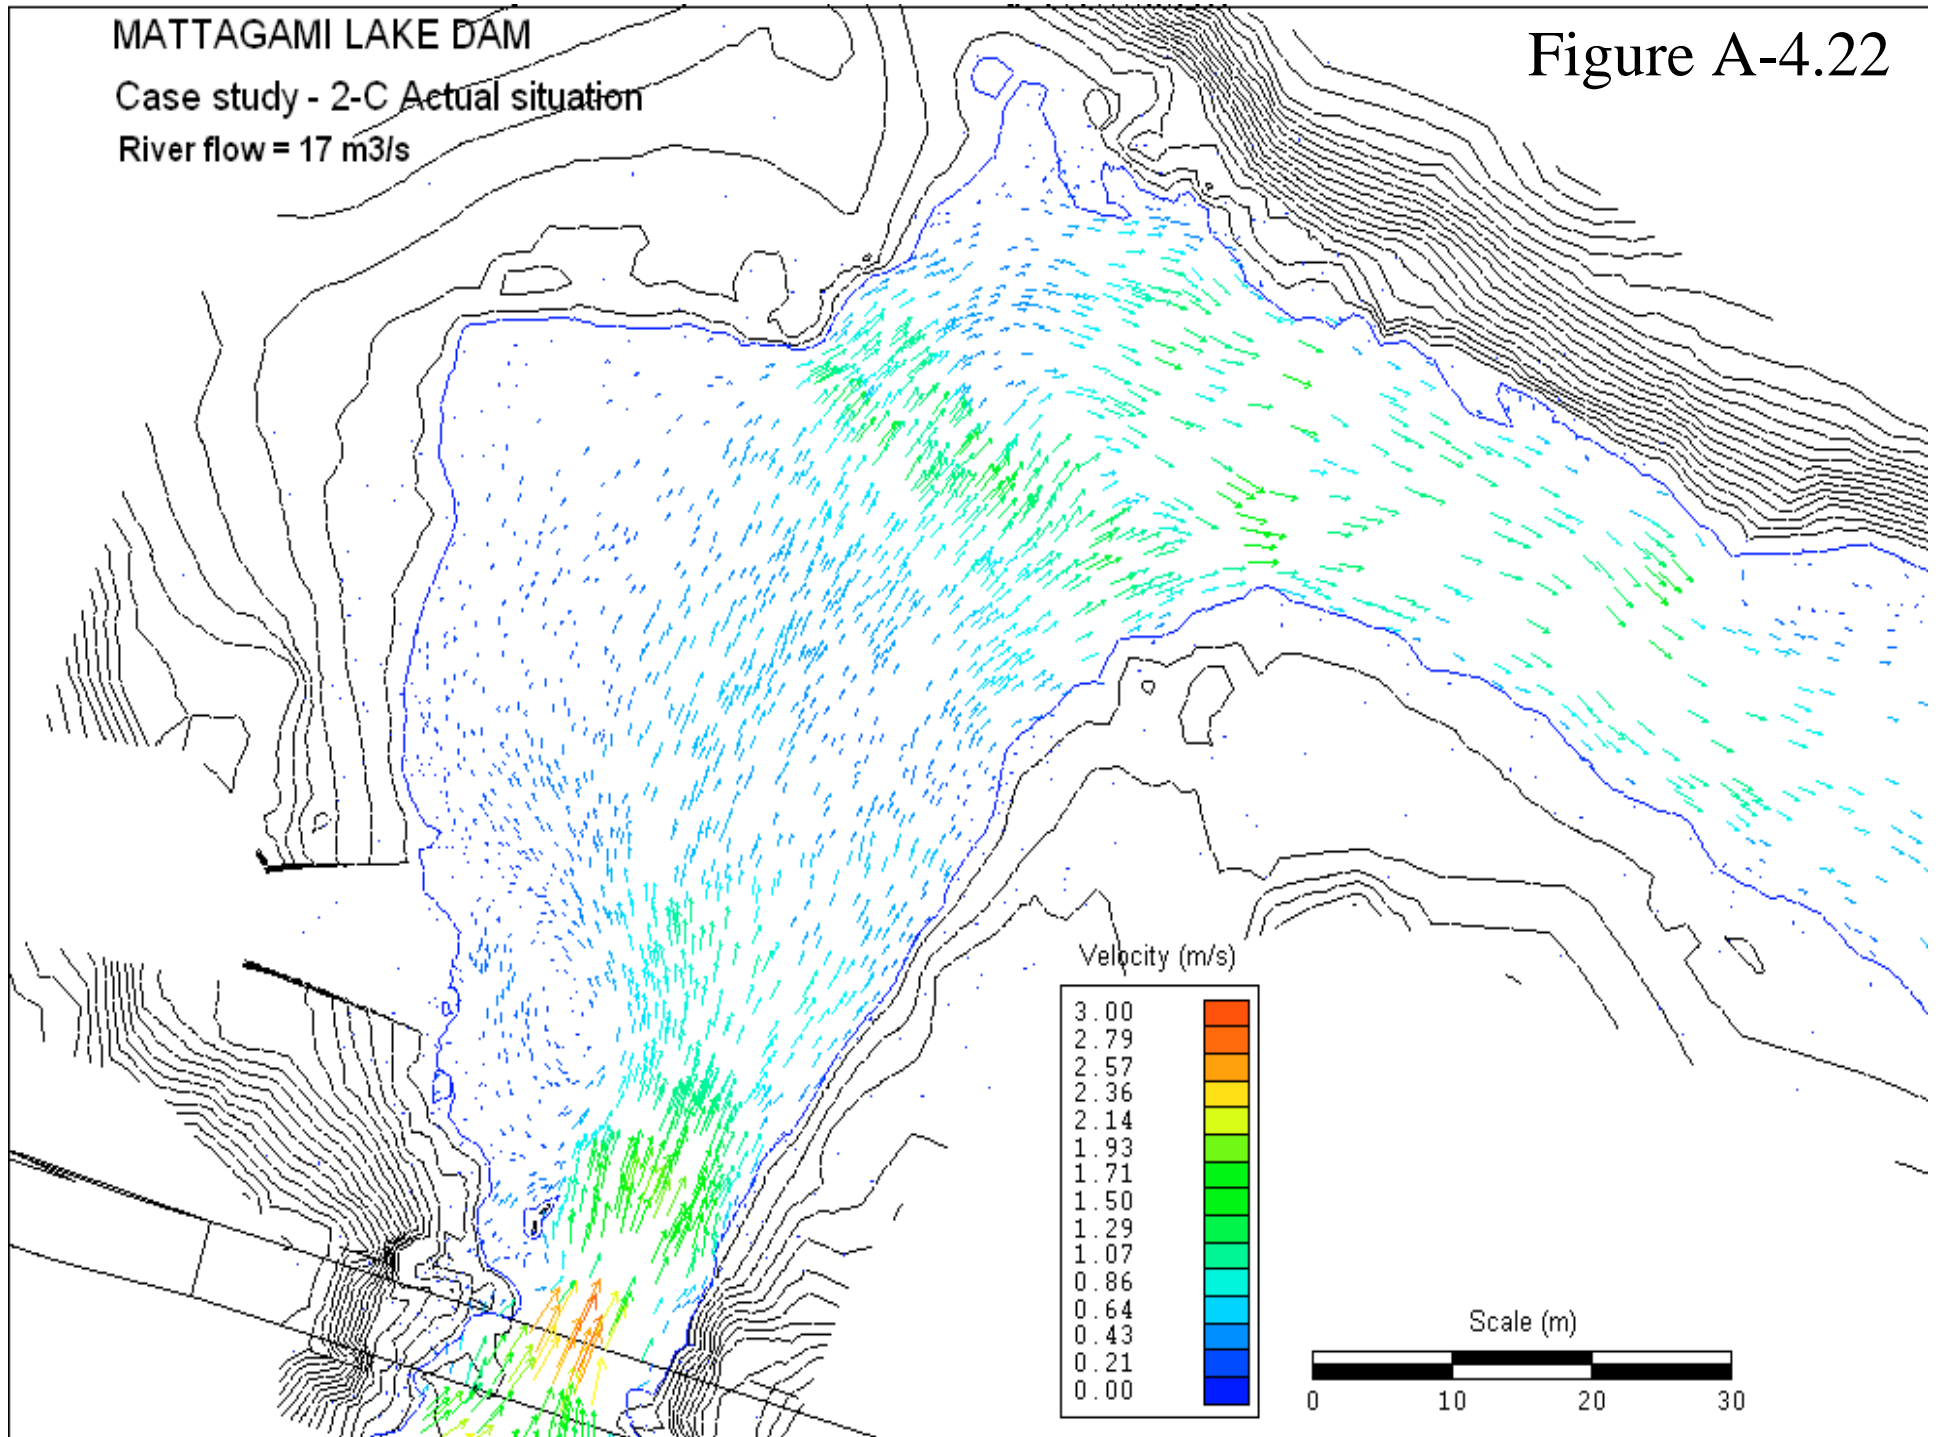 MATTAGAMI LAKE DAM
Case study - 2-C Actual situation
River flow = 17 m3/s
Figure A-4.22
Velocity (m/s)
3.00
2.79
2.57
2.36
2.14
1.93
1.71
1.50
1.29
1.07
0.86
0.64
0.43
0.21
0.00
Scale (m)
0 10 20 30